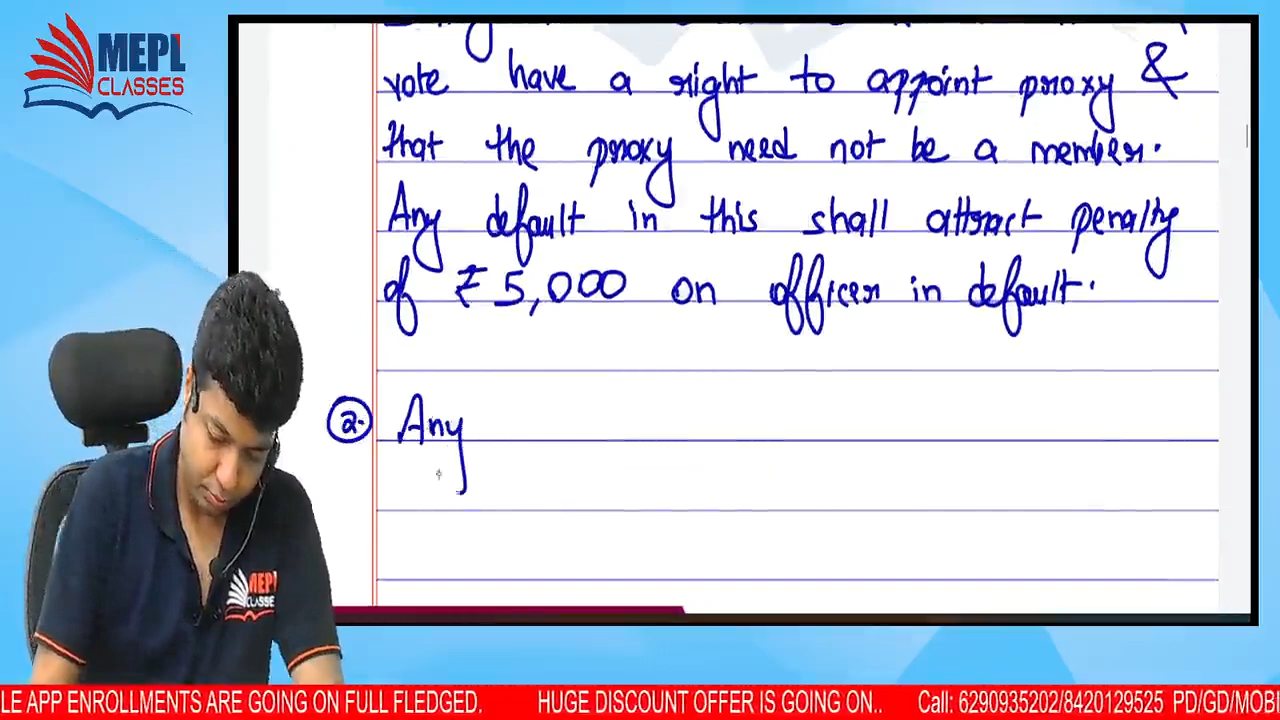 MEPL
CLASSES
vote have a right to appoint proxy &
that the proxy need not be a member.
Any default in this shall attract penalty
of ₹ 5,000 on officer in default.
2. Any
MEPL
CLASSES
LE APP ENROLLMENTS ARE GOING ON FULL FLEDGED. HUGE DISCOUNT OFFER IS GOING ON.. Call: 6290935202/8420129525 PD/GD/MOBI